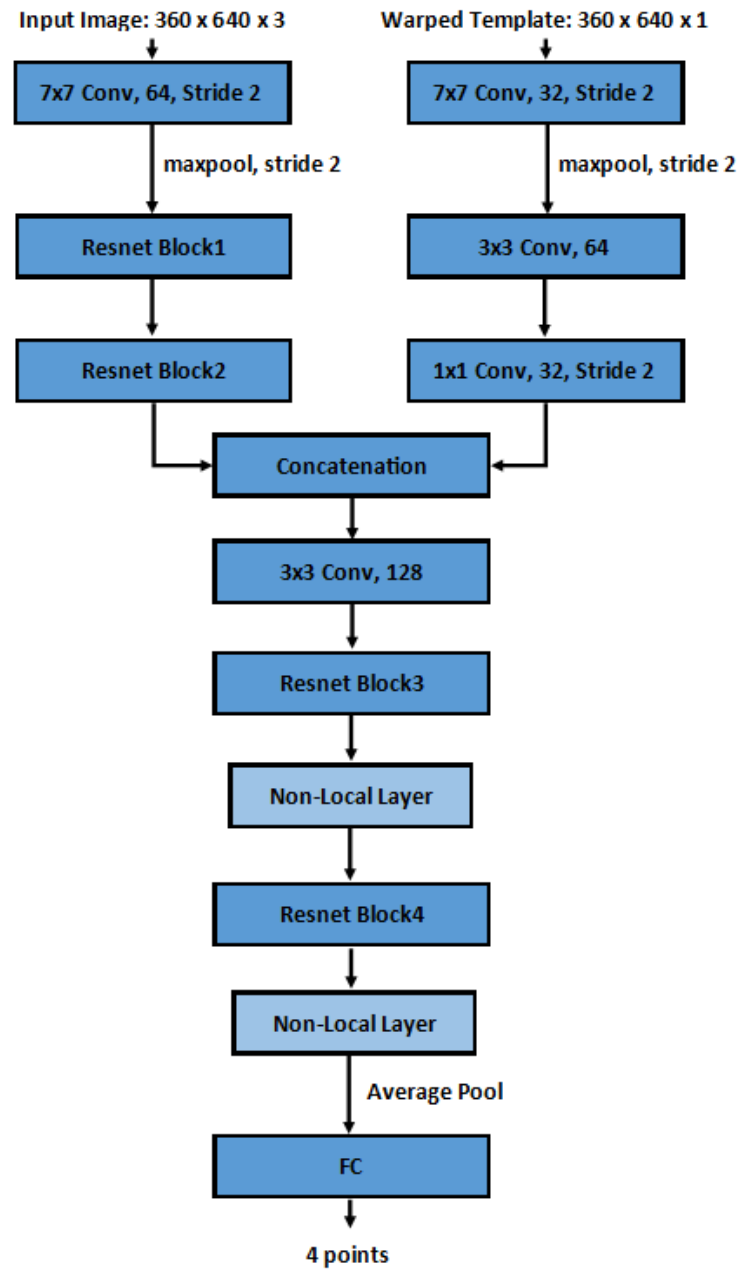 Input Image: 360 x 640 x 3
Warped Template: 360 x 640 x 1
7x7 Conv, 64, Stride 2
7x7 Conv, 32, Stride 2
maxpool, stride 2
maxpool, stride 2
Resnet Block1
3x3 Conv, 64
Resnet Block2
1x1 Conv, 32, Stride 2
Concatenation
3x3 Conv, 128
Resnet Block3
Non-Local Layer
Resnet Block4
Non-Local Layer
Average Pool
FC
4 points